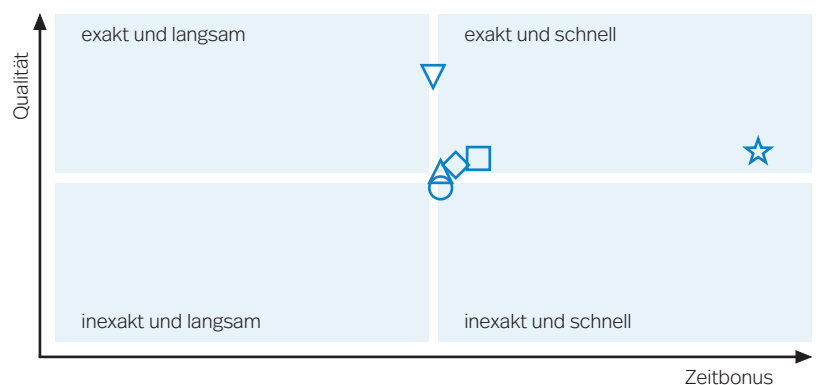 exakt und langsam
exakt und schnell
Qualität
inexakt und langsam
inexakt und schnell
Zeitbonus